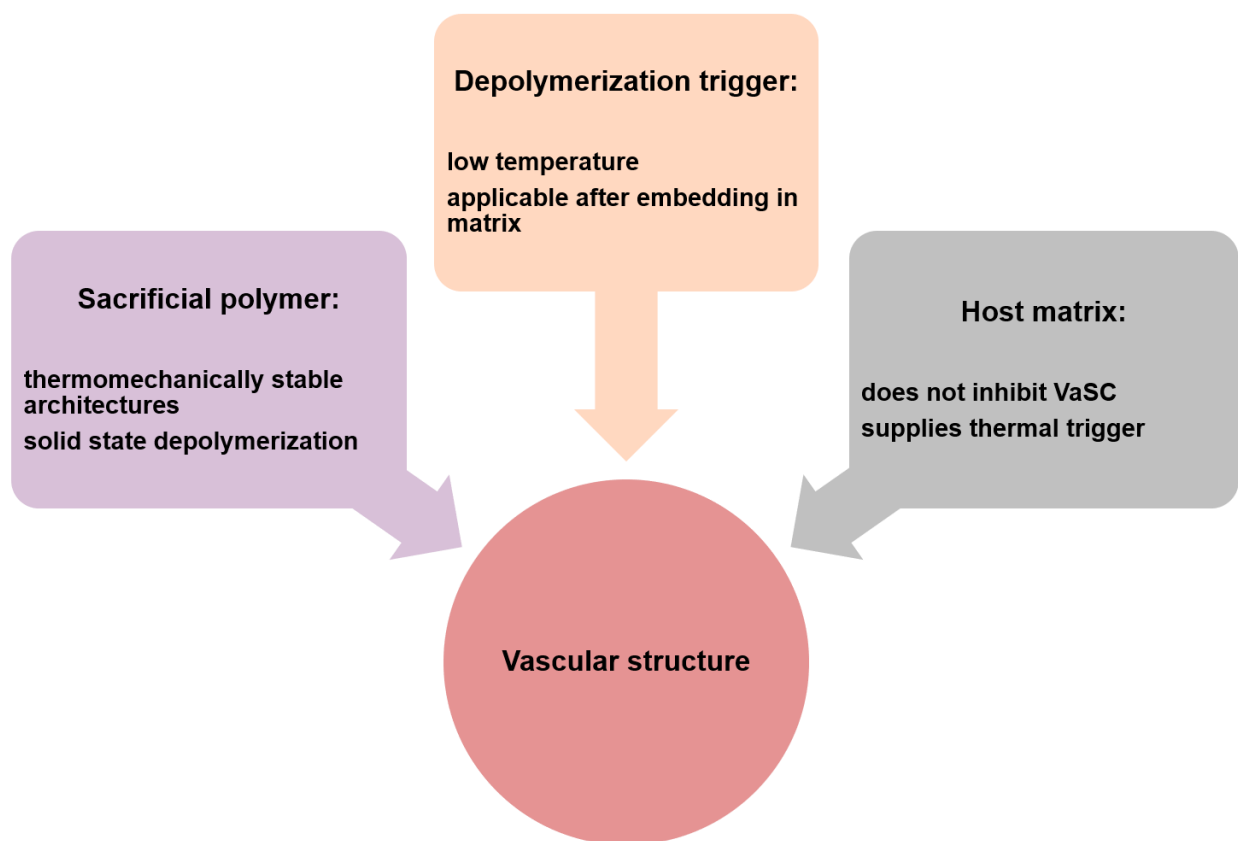 Depolymerization trigger:
low temperature
applicable after embedding in
matrix
Sacrificial polymer:
thermomechanically stable
architectures
solid state depolymerization
Host matrix:
does not inhibit VaSC
supplies thermal trigger
Vascular structure